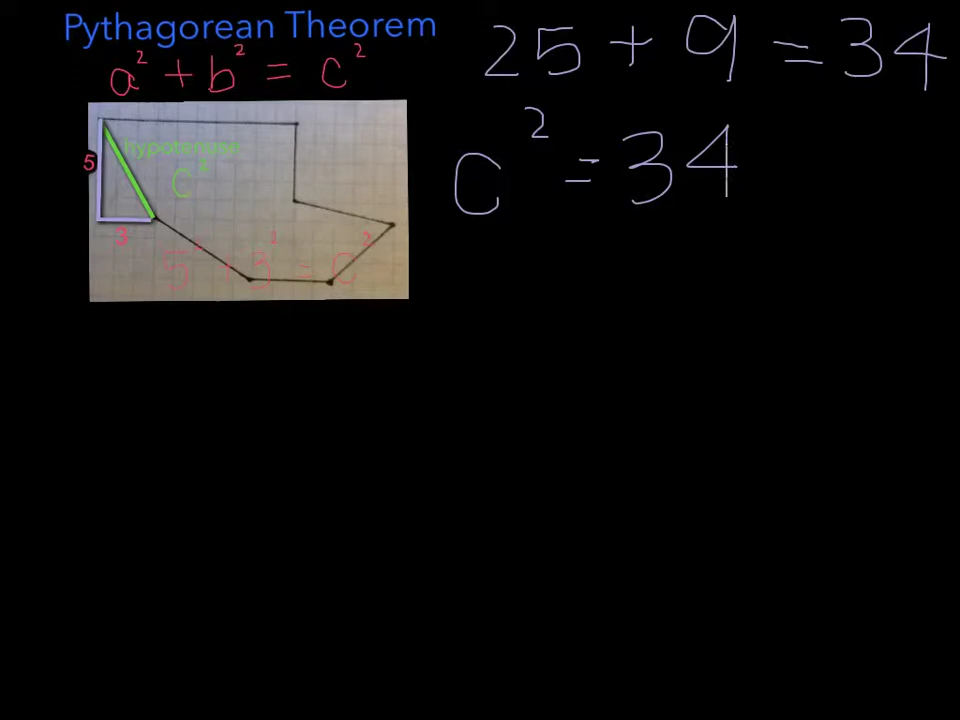 Pythagorean Theorem
a² + b² = c²
25 + 9 = 34
c² = 34
5
hypotenuse
c²
3
5² + 3² = c²